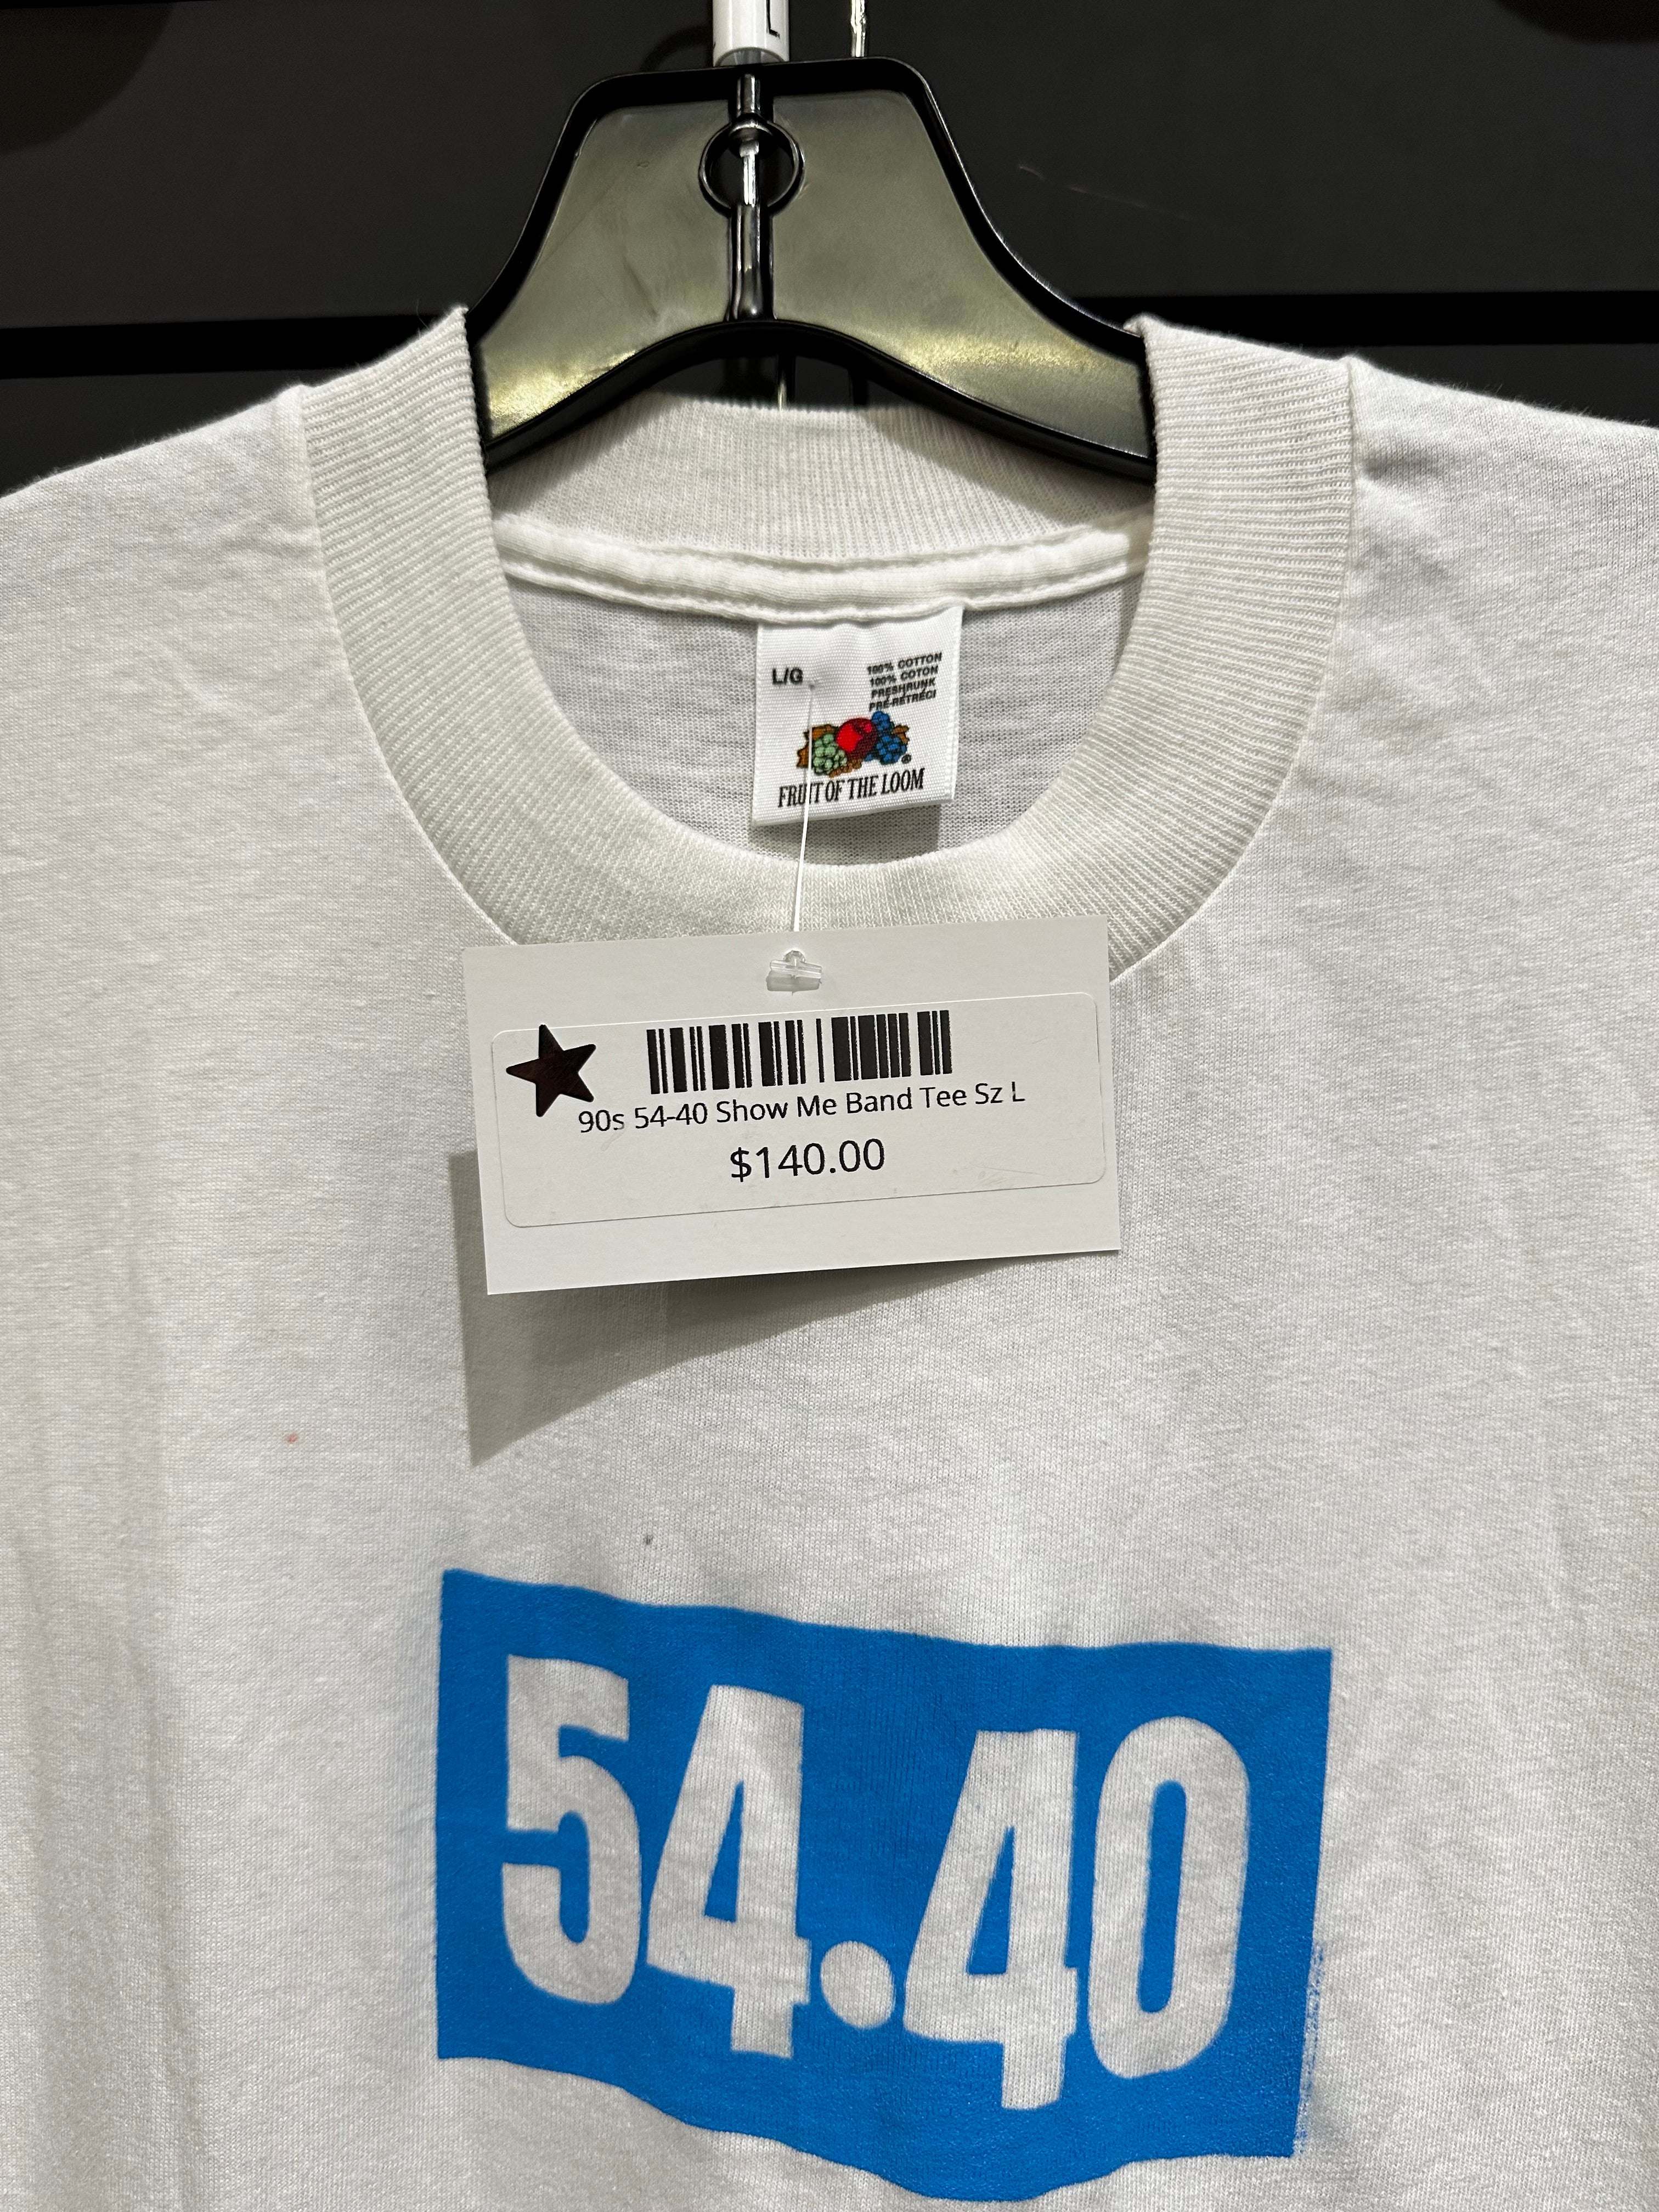 L
L/G
100% COTTON
100% COTON
PRESHRUNK
PRÉ-RÉTRÉCI
®
FRUIT OF THE LOOM
90s 54-40 Show Me Band Tee Sz L
$140.00
54.40